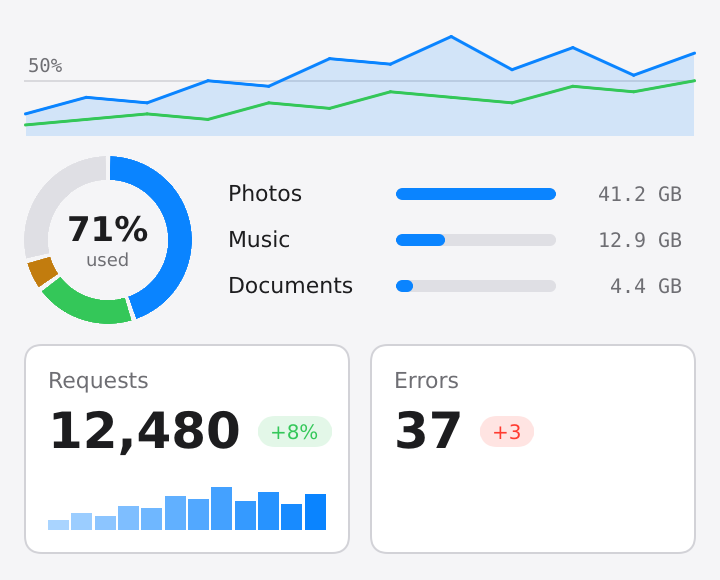 50%
71%
used
Photos 41.2 GB
Music 12.9 GB
Documents 4.4 GB
Requests
12,480 +8%
Errors
37 +3